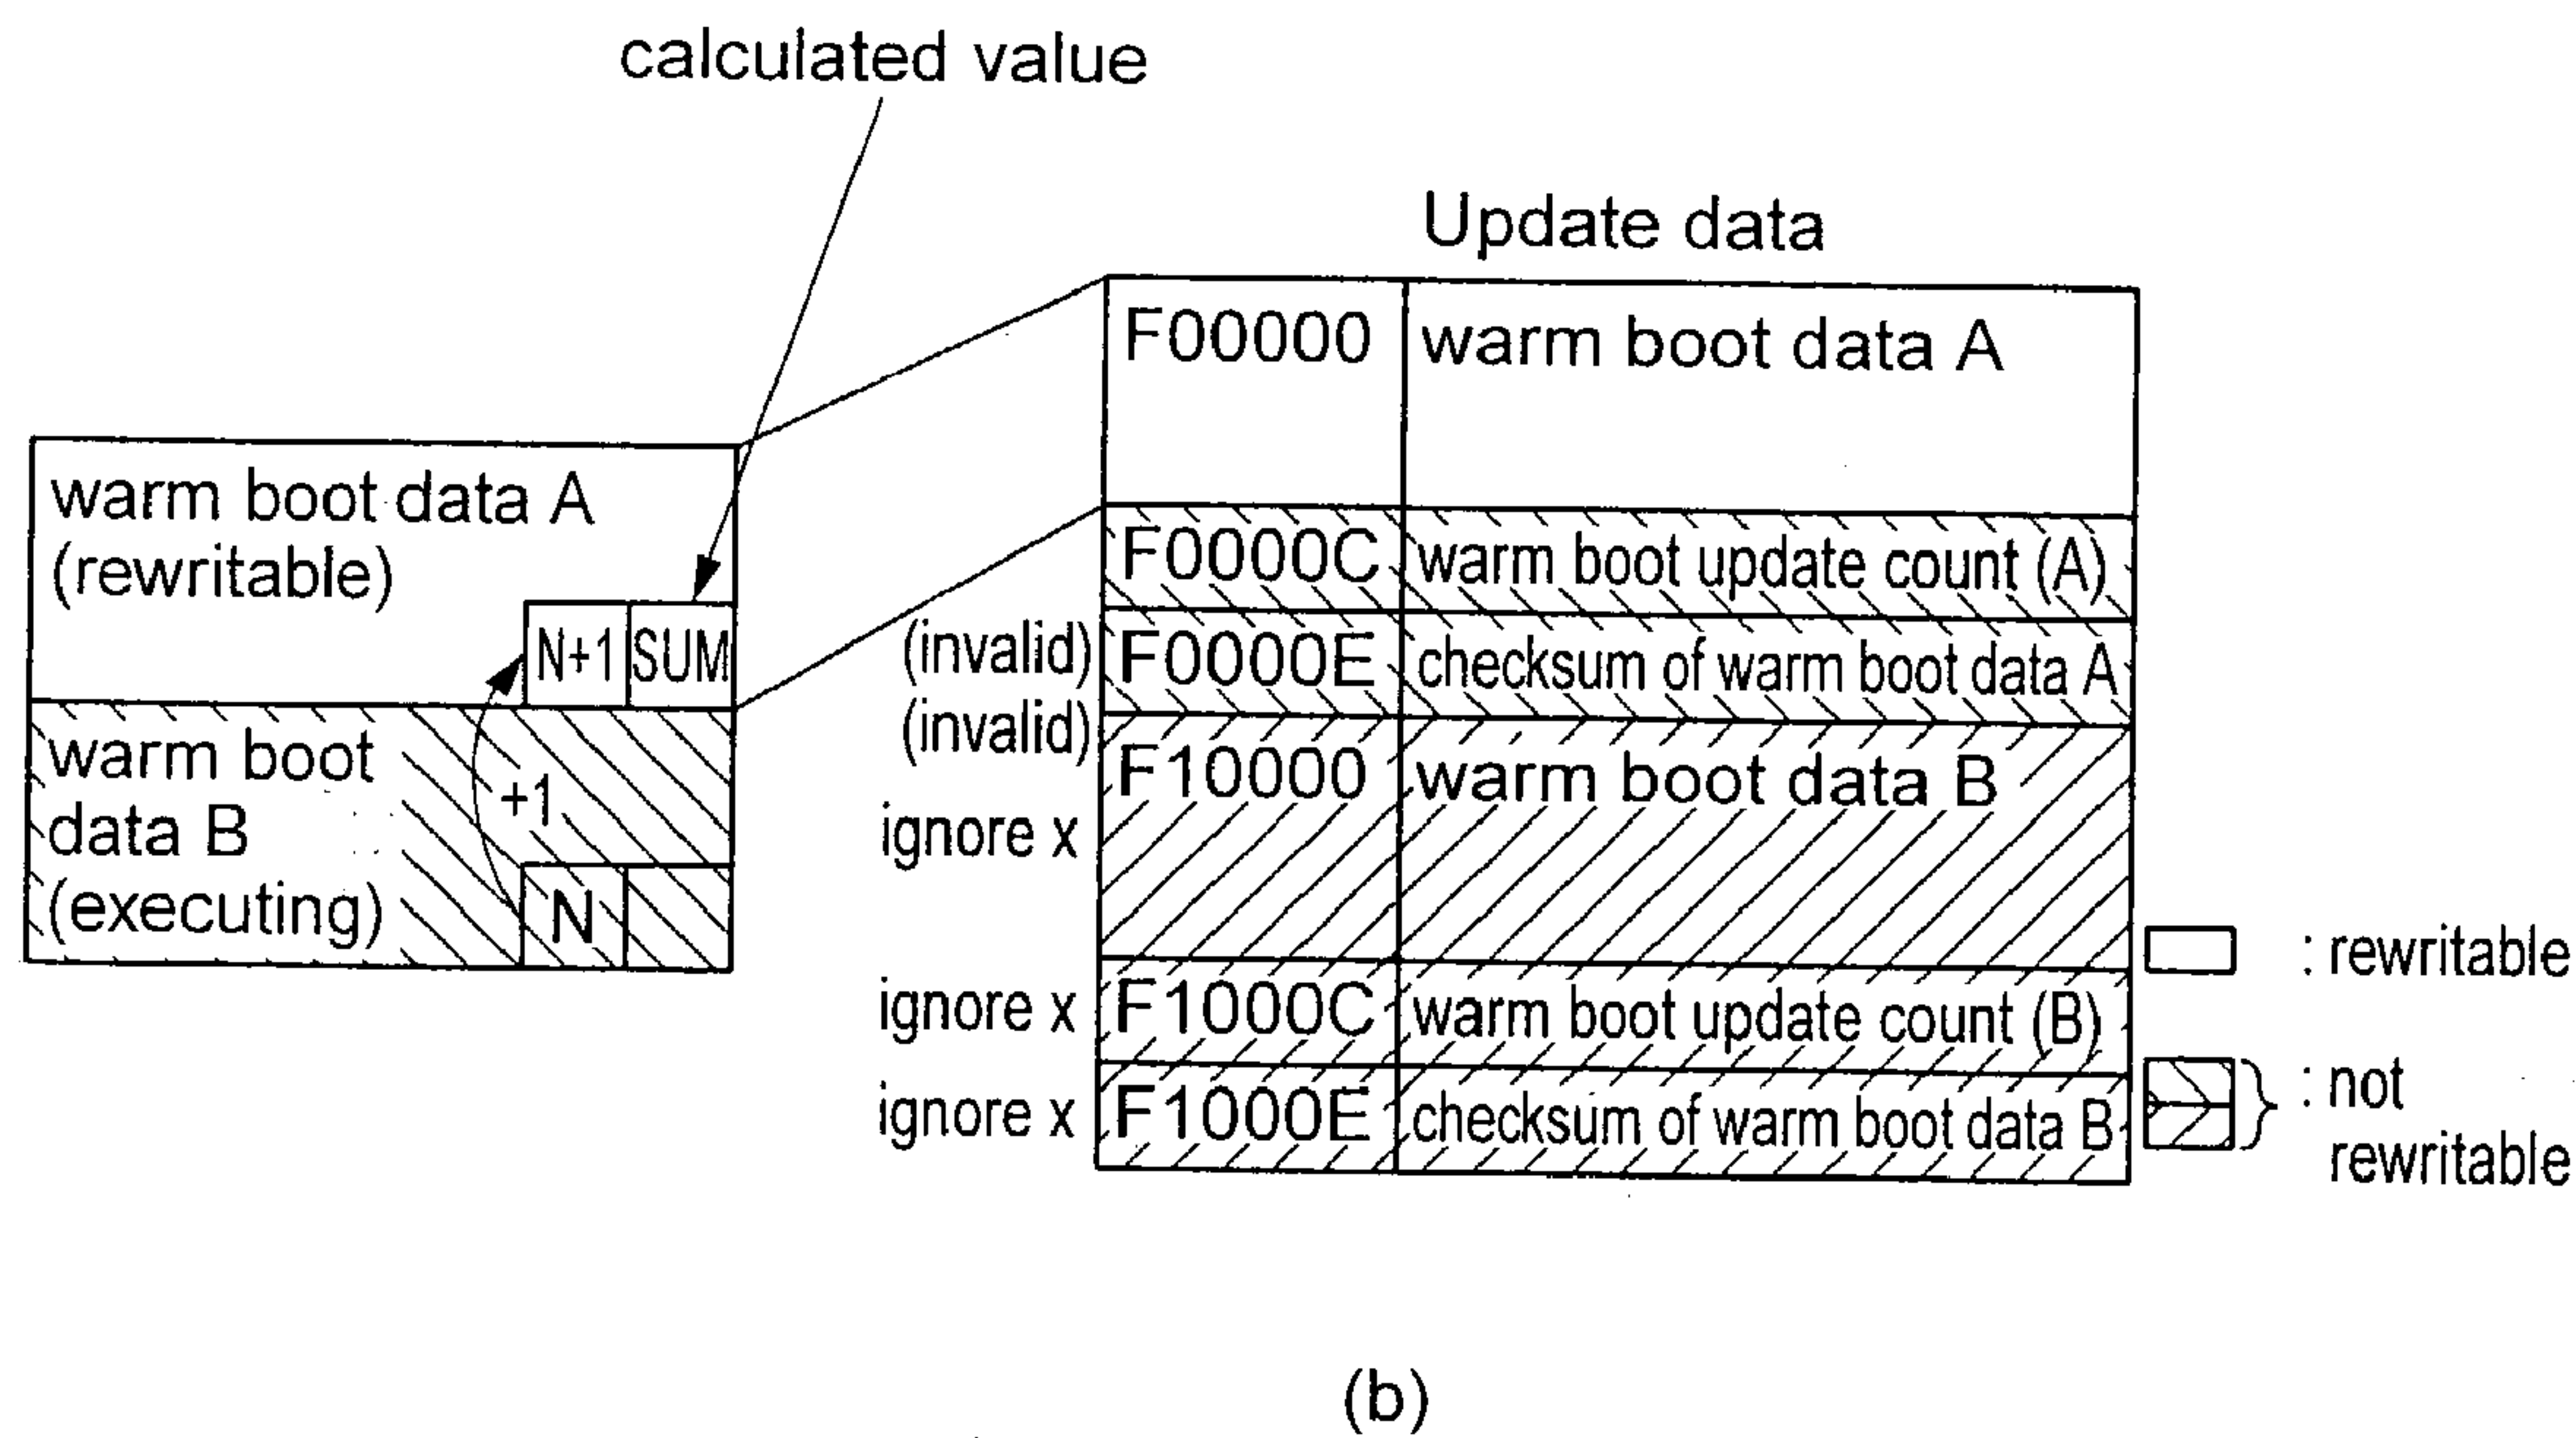 calculated value
Update data
warm boot data A
(rewritable)
N+1 SUM
warm boot
data B
(executing)
+1
N
F00000 warm boot data A
F0000C warm boot update count (A)
(invalid) F0000E checksum of warm boot data A
(invalid)
F10000 warm boot data B
ignore x
ignore x F1000C warm boot update count (B)
ignore x F1000E checksum of warm boot data B
: rewritable
: not
rewritable
(b)